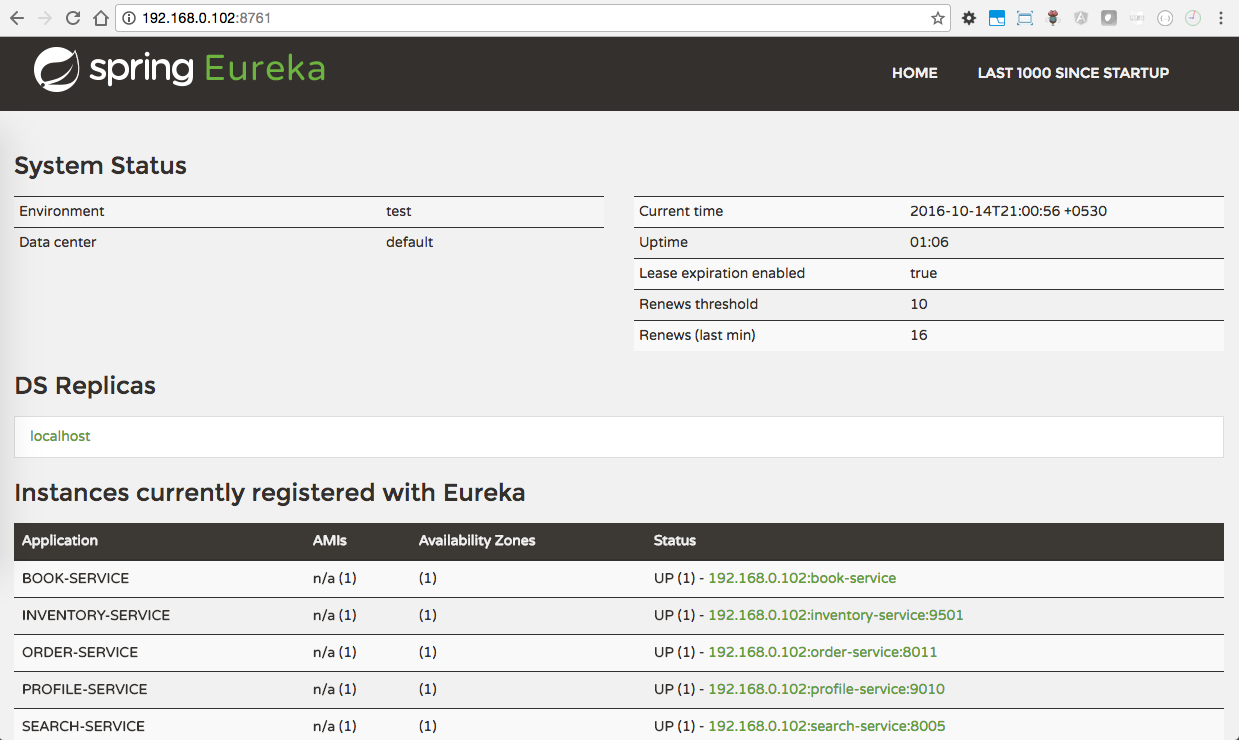 192.168.0.102:8761
spring Eureka
HOME LAST 1000 SINCE STARTUP
System Status
Environment test
Data center default
Current time 2016-10-14T21:00:56 +0530
Uptime 01:06
Lease expiration enabled true
Renews threshold 10
Renews (last min) 16
DS Replicas
localhost
Instances currently registered with Eureka
Application AMIs Availability Zones Status
BOOK-SERVICE n/a (1) (1) UP (1) - 192.168.0.102:book-service
INVENTORY-SERVICE n/a (1) (1) UP (1) - 192.168.0.102:inventory-service:9501
ORDER-SERVICE n/a (1) (1) UP (1) - 192.168.0.102:order-service:8011
PROFILE-SERVICE n/a (1) (1) UP (1) - 192.168.0.102:profile-service:9010
SEARCH-SERVICE n/a (1) (1) UP (1) - 192.168.0.102:search-service:8005